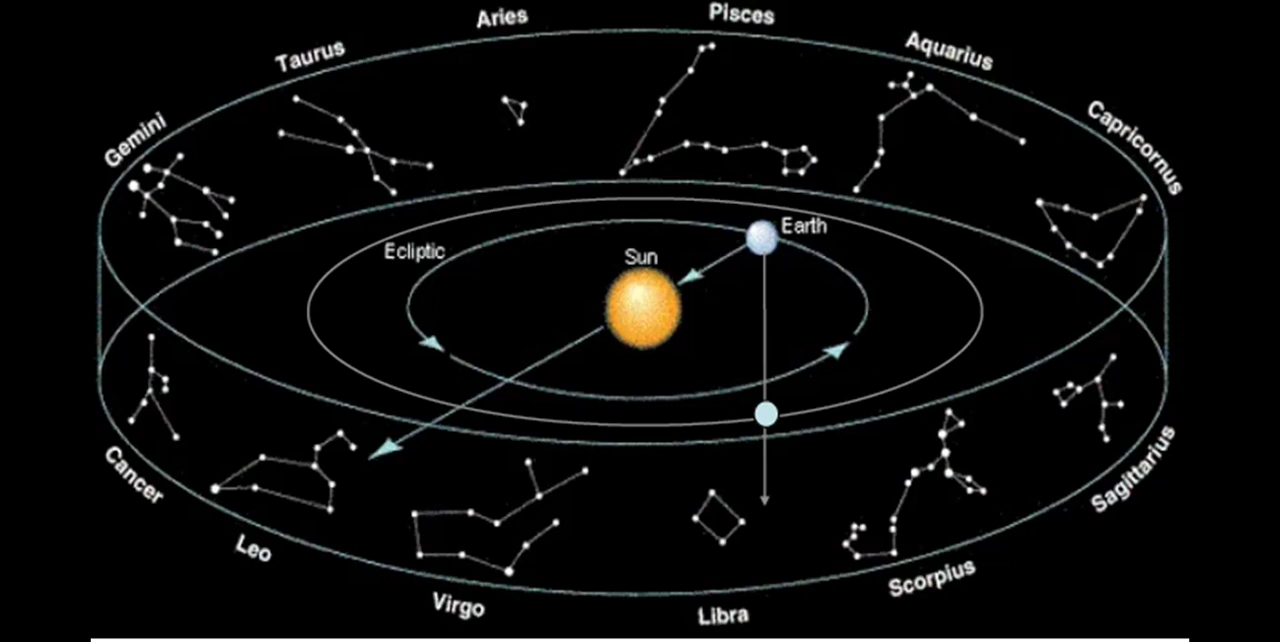 Aries
Pisces
Taurus
Aquarius
Gemini
Capricornus
Earth
Ecliptic
Sun
Cancer
Sagittarius
Leo
Scorpius
Virgo
Libra